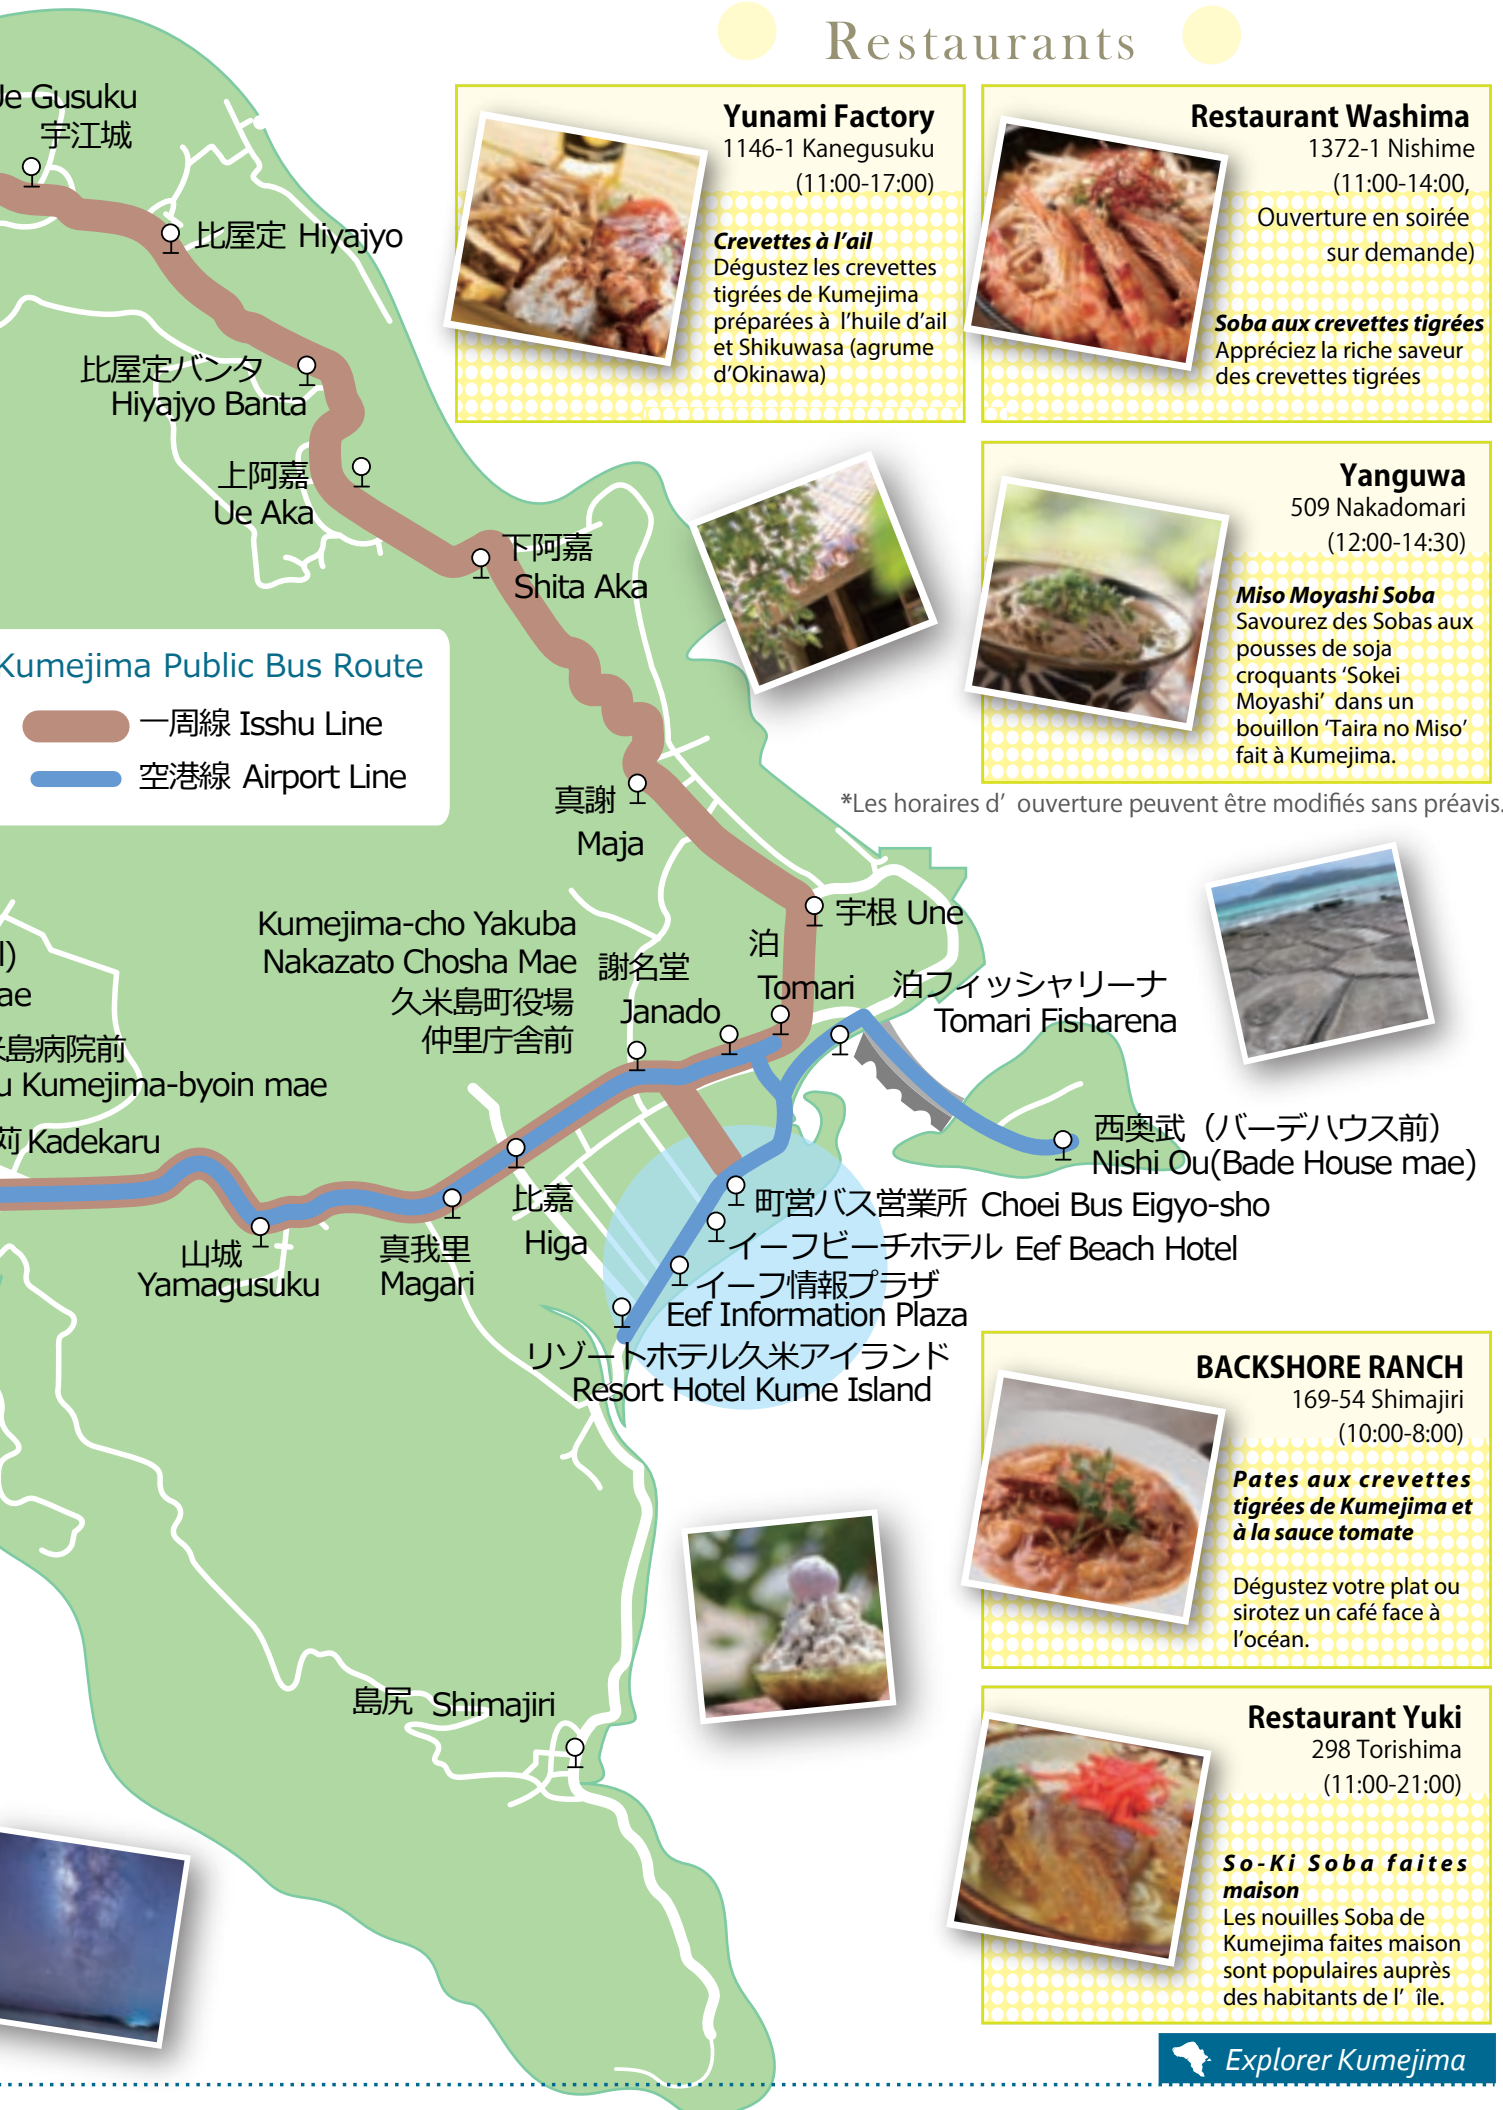 Restaurants
Yunami Factory
1146-1 Kanegusuku
(11:00-17:00)
Crevettes à l'ail
Dégustez les crevettes
tigrées de Kumejima
préparées à l'huile d'ail
et Shikuwasa (agrume
d'Okinawa)
Restaurant Washima
1372-1 Nishime
(11:00-14:00,
Ouverture en soirée
sur demande)
Soba aux crevettes tigrées
Appréciez la riche saveur
des crevettes tigrées
Yanguwa
509 Nakadomari
(12:00-14:30)
Miso Moyashi Soba
Savourez des Sobas aux
pousses de soja
croquants 'Sokei
Moyashi' dans un
bouillon 'Taira no Miso'
fait à Kumejima.
*Les horaires d' ouverture peuvent être modifiés sans préavis.
Gusuku
宇江城
比屋定 Hiyajyo
比屋定バンタ
Hiyajyo Banta
上阿嘉
Ue Aka
下阿嘉
Shita Aka
Kumejima Public Bus Route
一周線 Isshu Line
空港線 Airport Line
真謝
Maja
宇根 Une
Kumejima-cho Yakuba
Nakazato Chosha Mae
久米島町役場
仲里庁舎前
謝名堂
Janado
泊
Tomari
泊フィッシャリーナ
Tomari Fisharena
島病院前
Kumejima-byoin mae
Kadekaru
西奥武（バーデハウス前）
Nishi Ou(Bade House mae)
山城
Yamagusuku
真我里
Magari
比嘉
Higa
町営バス営業所 Choei Bus Eigyo-sho
イーフビーチホテル Eef Beach Hotel
イーフ情報プラザ
Eef Information Plaza
リゾートホテル久米アイランド
Resort Hotel Kume Island
島尻 Shimajiri
BACKSHORE RANCH
169-54 Shimajiri
(10:00-8:00)
Pates aux crevettes
tigrées de Kumejima et
à la sauce tomate
Dégustez votre plat ou
sirotez un café face à
l'océan.
Restaurant Yuki
298 Torishima
(11:00-21:00)
So-Ki Soba faites
maison
Les nouilles Soba de
Kumejima faites maison
sont populaires auprès
des habitants de l' île.
Explorer Kumejima